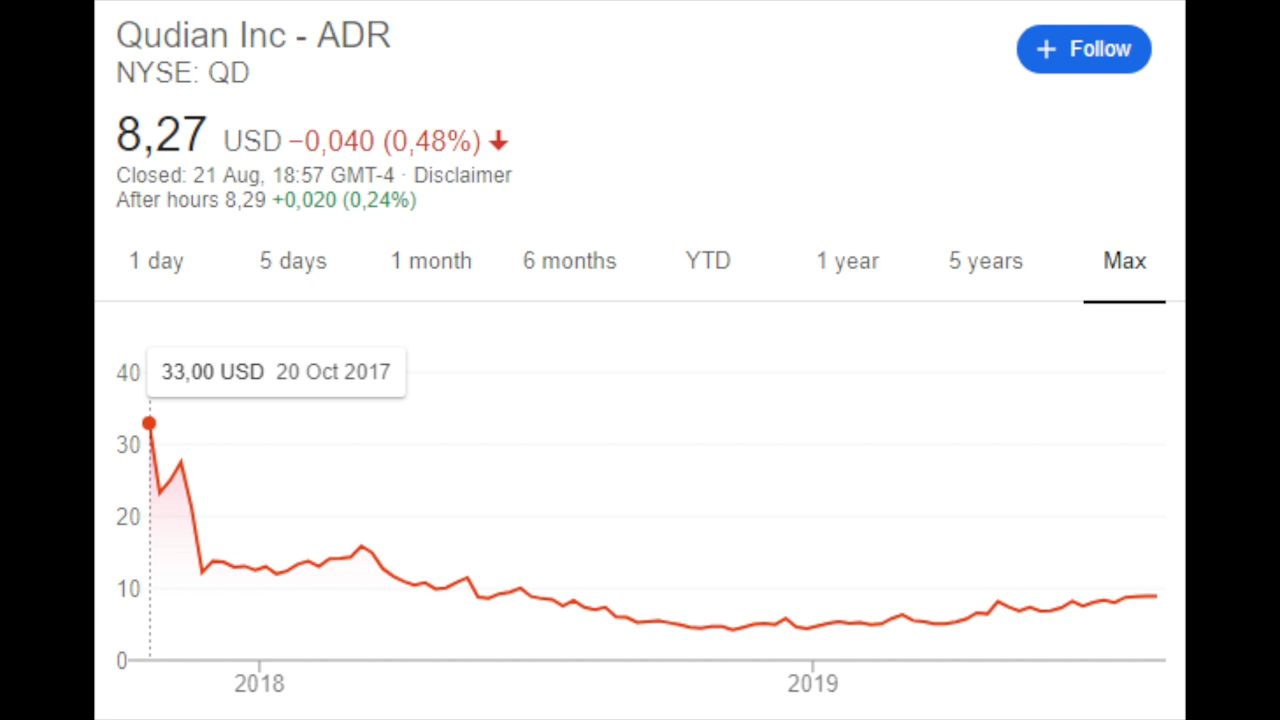 Qudian Inc - ADR
+ Follow
NYSE: QD
8,27 USD −0,040 (0,48%)
Closed: 21 Aug, 18:57 GMT-4 · Disclaimer
After hours 8,29 +0,020 (0,24%)
1 day 5 days 1 month 6 months YTD 1 year 5 years Max
33,00 USD 20 Oct 2017
40
30
20
10
0
2018 2019